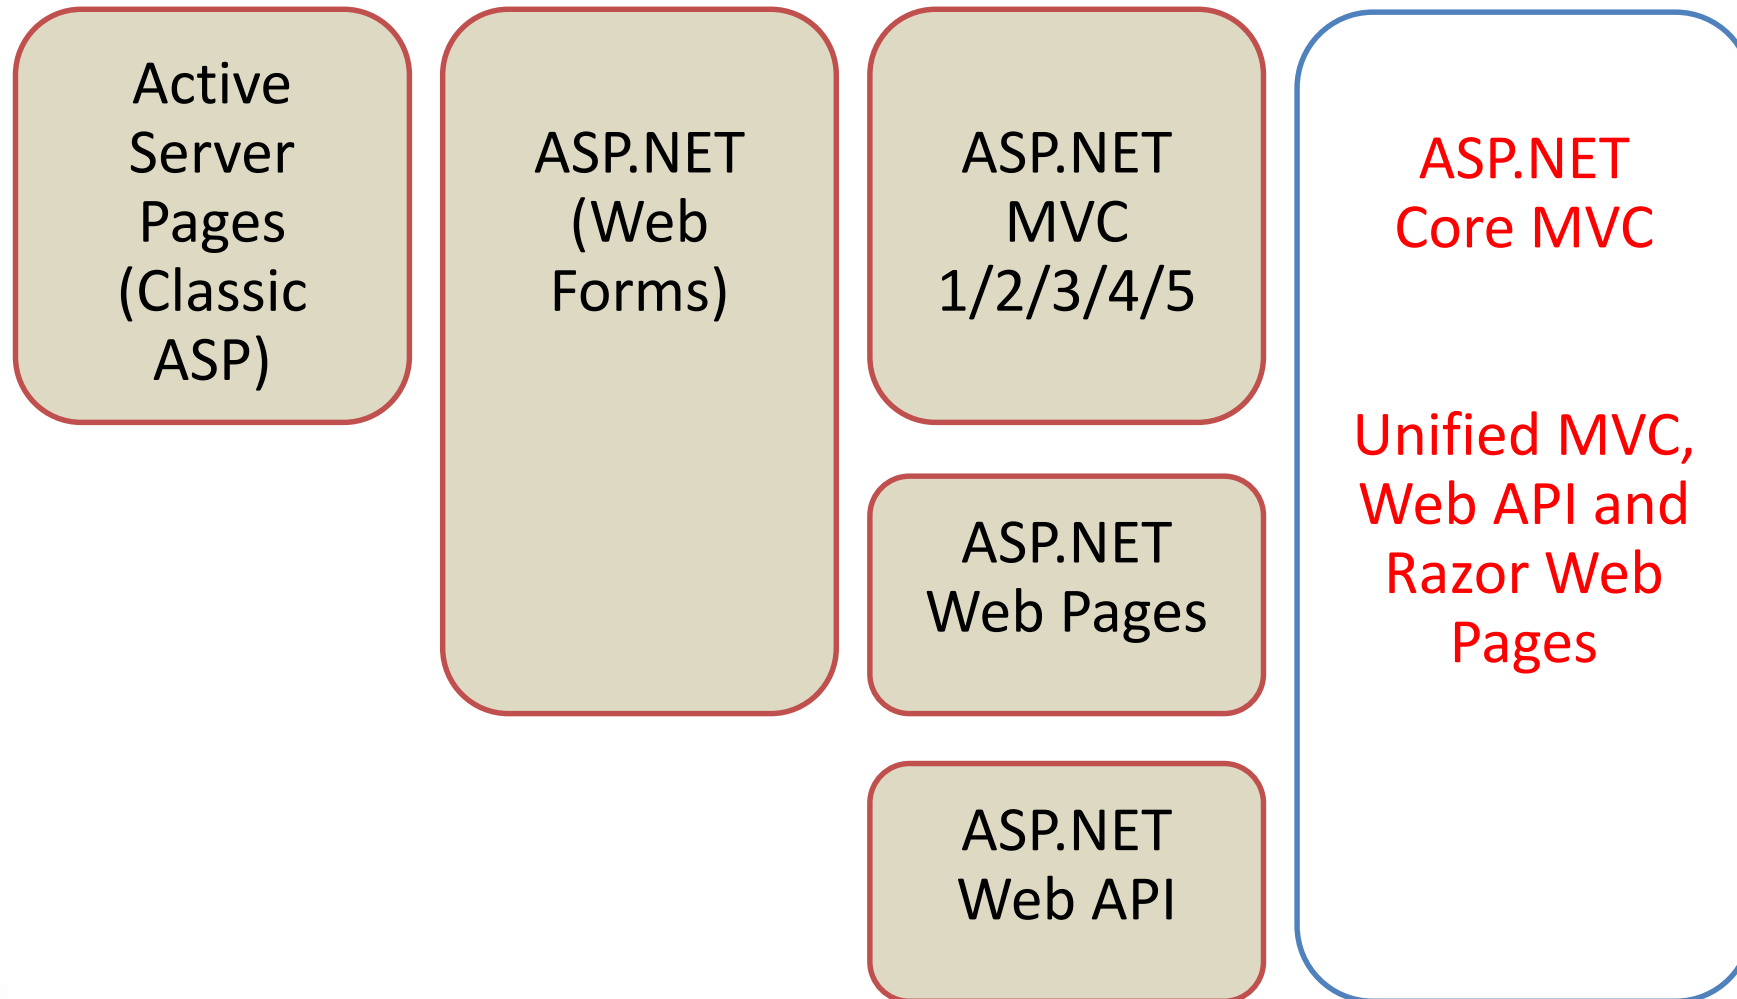 Active
Server
Pages
(Classic
ASP)
ASP.NET
(Web
Forms)
ASP.NET
MVC
1/2/3/4/5
ASP.NET
Web Pages
ASP.NET
Web API
ASP.NET
Core MVC
Unified MVC,
Web API and
Razor Web
Pages